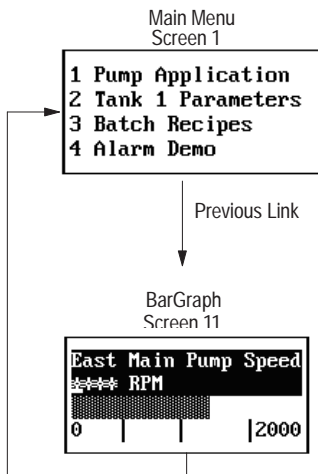 Main Menu
Screen 1
1 Pump Application
2 Tank 1 Parameters
3 Batch Recipes
4 Alarm Demo
Previous Link
BarGraph
Screen 11
East Main Pump Speed
**** RPM
0 | | |2000